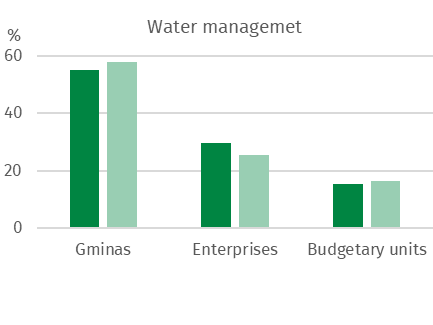 Water managemet
%
60
40
20
0
Gminas Enterprises Budgetary units